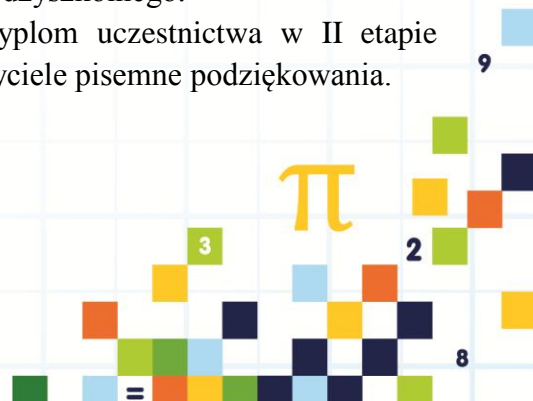 yplom uczestnictwa w II etapie
yciele pisemne podziękowania.
9
π
3
2
8
=